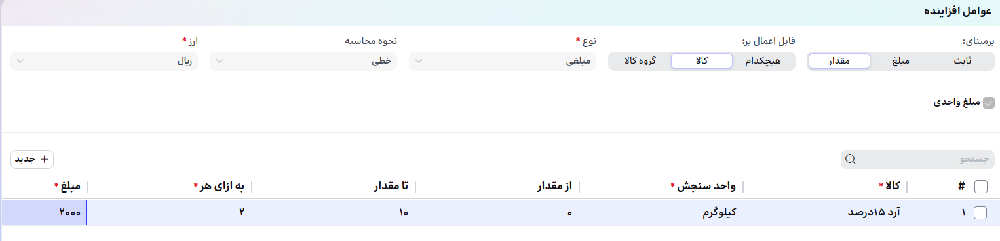 عوامل افزاینده
برمبنای: قابل اعمال بر: نوع * نحوه محاسبه ارز *
ثابت مبلغ مقدار هیچکدام کالا گروه کالا مبلغی خطی ریال
مبلغ واحدی
جستجو + جدید
# کالا * واحد سنجش * از مقدار تا مقدار به ازای هر * مبلغ *
۱ آرد ۱۵درصد کیلوگرم ۰ ۱۰ ۲ ۲۰۰۰